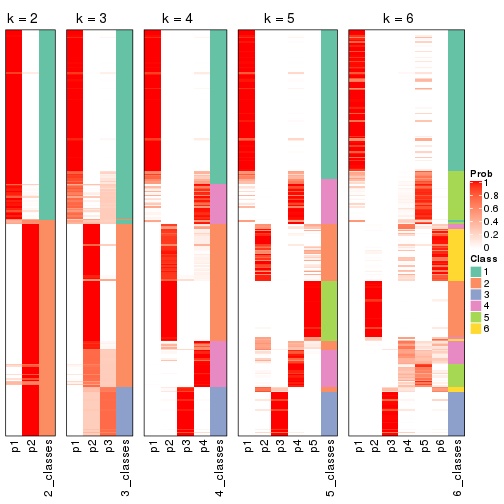 k = 2
k = 3
k = 4
k = 5
k = 6
p1
p2
2_classes
p1
p2
p3
3_classes
p1
p2
p3
p4
4_classes
p1
p2
p3
p4
p5
5_classes
p1
p2
p3
p4
p5
p6
6_classes
Prob
1
0.8
0.6
0.4
0.2
0
Class
1
2
3
4
5
6